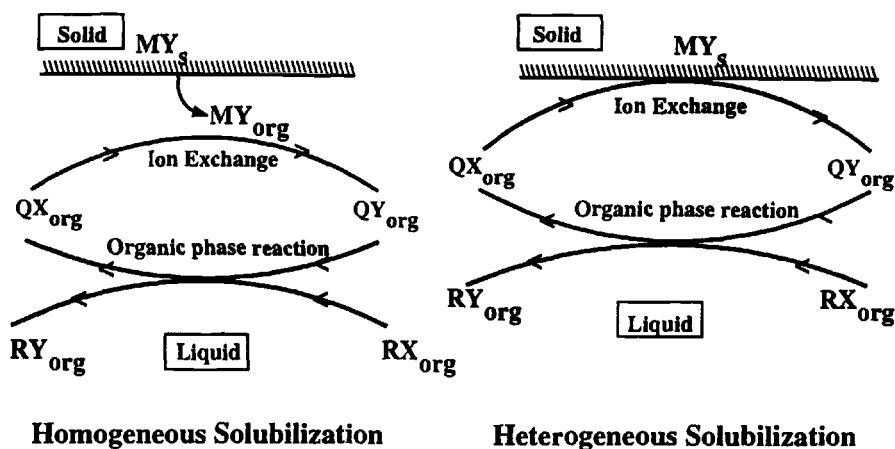 Solid
MYs
MYorg
Ion Exchange
QXorg
QYorg
Organic phase reaction
RYorg
Liquid
RXorg
Homogeneous Solubilization
Solid
MYs
Ion Exchange
QXorg
QYorg
Organic phase reaction
RYorg
RXorg
Liquid
Heterogeneous Solubilization